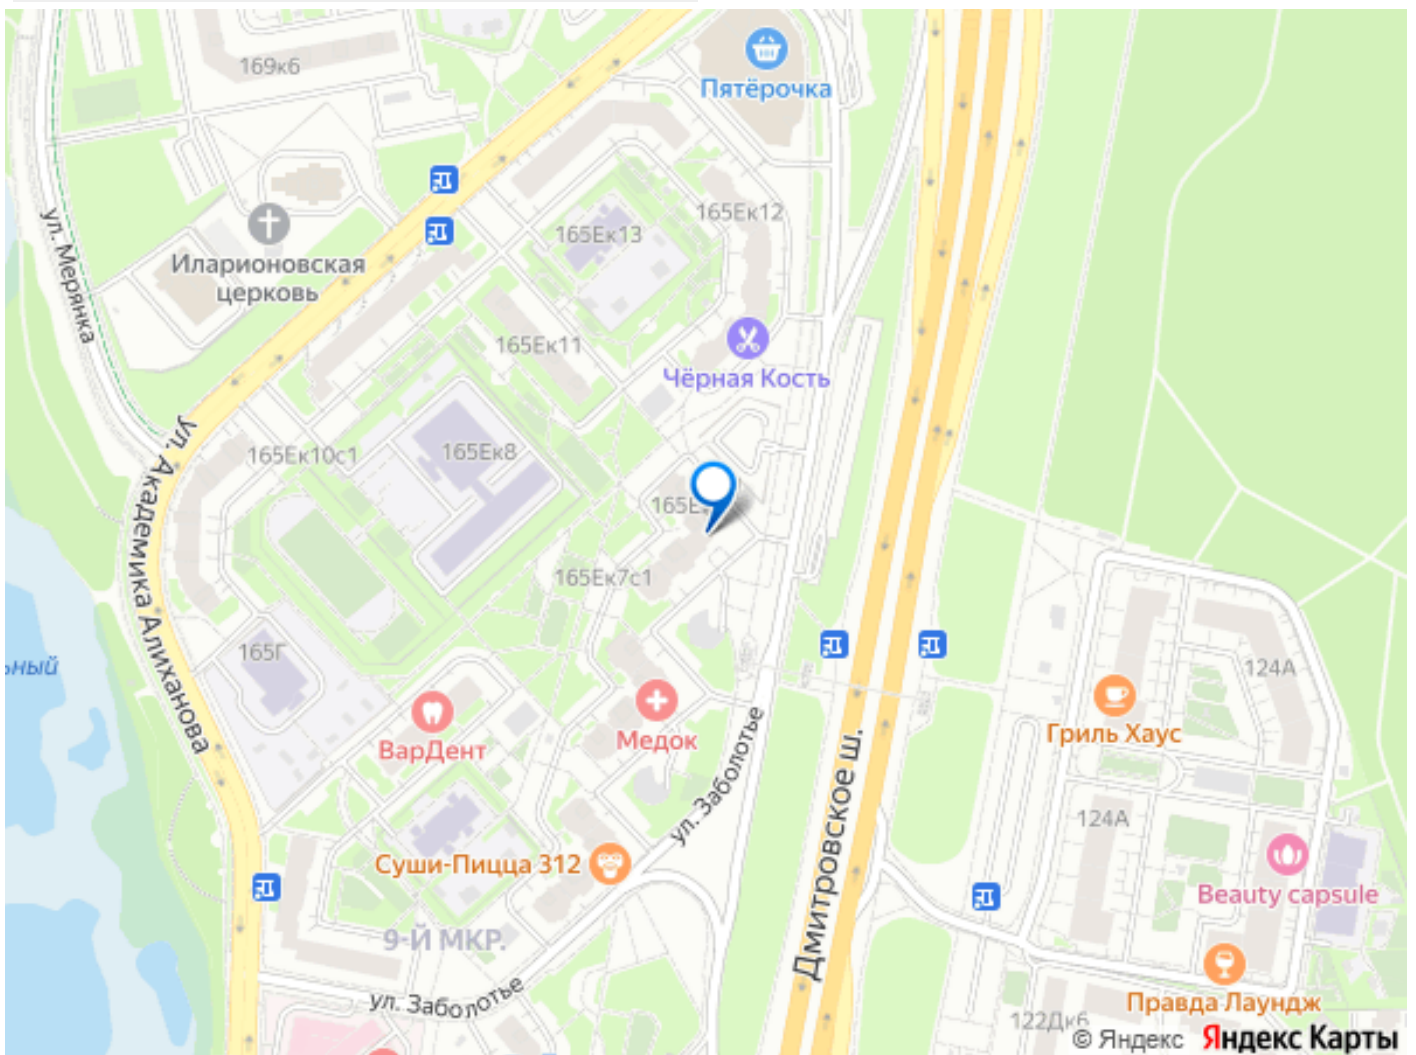 169к6
Пятёрочка
165Ек12
165Ек13
Иларионовская
церковь
ул. Мерянка
165Ек11
Чёрная Кость
ул. Академика Алиханова
165Ек10с1
165Ек8
165Е
165Ек7с1
165Г
ьный
124А
Гриль Хаус
ВарДент
Медок
ул. Заболотье
Дмитровское ш.
124А
Суши-Пицца 312
Beauty capsule
9-Й МКР.
ул. Заболотье
Правда Лаундж
122Дк6
© Яндекс Яндекс Карты